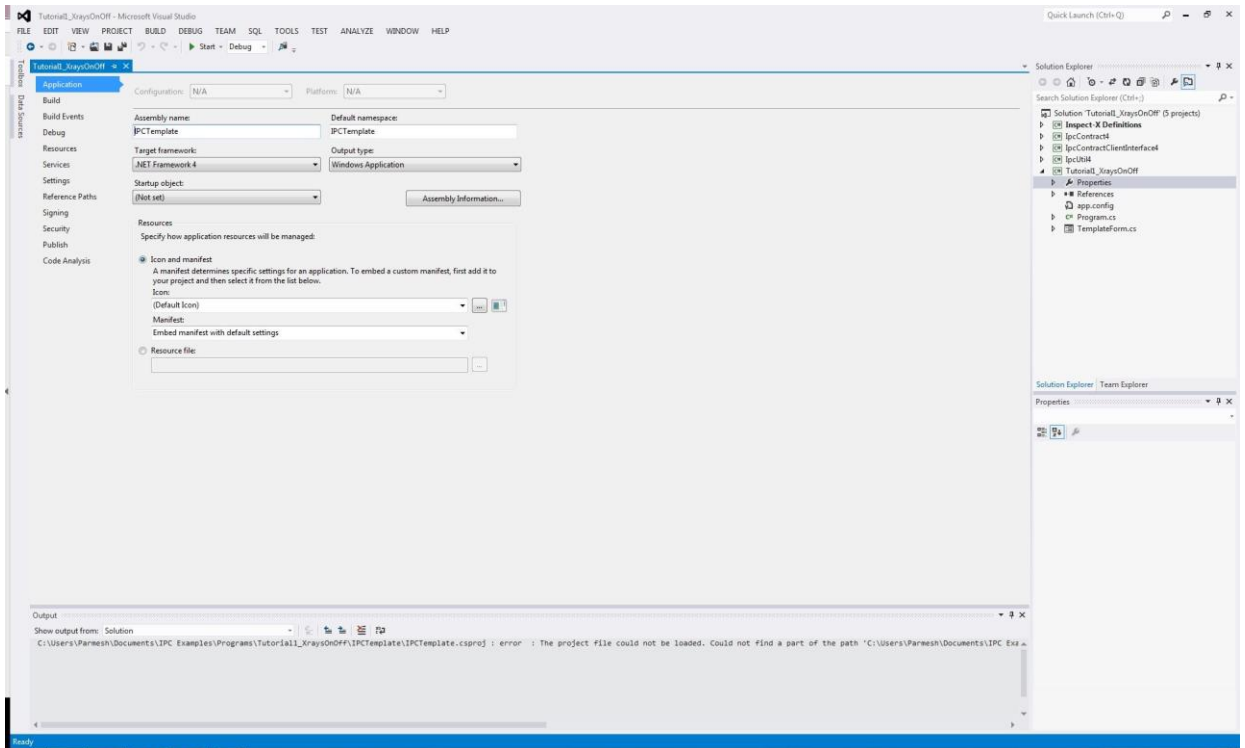 Tutorial1_XraysOnOff - Microsoft Visual Studio
Quick Launch (Ctrl+Q)
FILE EDIT VIEW PROJECT BUILD DEBUG TEAM SQL TOOLS TEST ANALYZE WINDOW HELP
Start Debug
Toolbox
Data Sources
Tutorial1_XraysOnOff
Application
Build
Build Events
Debug
Resources
Services
Settings
Reference Paths
Signing
Security
Publish
Code Analysis
Configuration: N/A Platform: N/A
Assembly name: Default namespace:
IPCTemplate IPCTemplate
Target framework: Output type:
.NET Framework 4 Windows Application
Startup object:
(Not set) Assembly Information...
Resources
Specify how application resources will be managed:
Icon and manifest
A manifest determines specific settings for an application. To embed a custom manifest, first add it to
your project and then select it from the list below.
Icon:
(Default Icon) ...
Manifest:
Embed manifest with default settings
Resource file:
...
Solution Explorer
Search Solution Explorer (Ctrl+;)
Solution 'Tutorial1_XraysOnOff' (5 projects)
Inspect-X Definitions
IpcContract4
IpcContractClientInterface4
IpcUtil4
Tutorial1_XraysOnOff
Properties
References
app.config
Program.cs
TemplateForm.cs
Solution Explorer Team Explorer
Properties
Output
Show output from: Solution
C:\Users\Parmesh\Documents\IPC Examples\Programs\Tutorial1_XraysOnOff\IPCTemplate\IPCTemplate.csproj : error : The project file could not be loaded. Could not find a part of the path 'C:\Users\Parmesh\Documents\IPC Exa
Ready